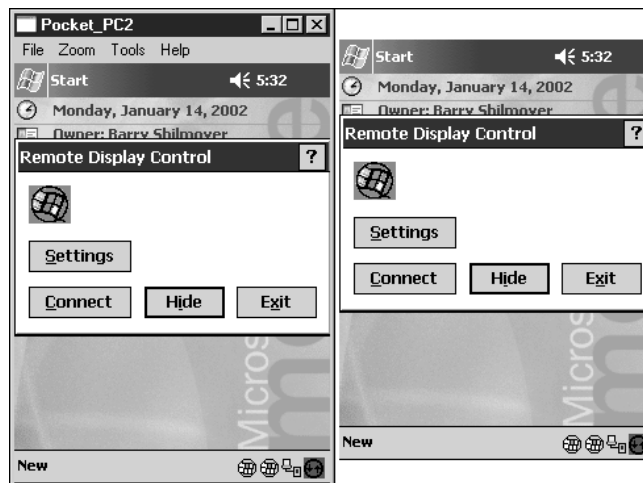 Pocket_PC2
File Zoom Tools Help
Start 5:32
Monday, January 14, 2002
Owner: Barry Shilmover
Remote Display Control ?
Settings
Connect Hide Exit
Micros
me
New
Start 5:32
Monday, January 14, 2002
Owner: Barry Shilmover
Remote Display Control ?
Settings
Connect Hide Exit
Micros
me
New